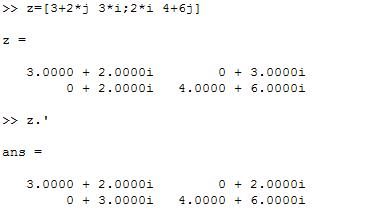 >> z=[3+2*j 3*i;2*i 4+6j]
z =
3.0000 + 2.0000i 0 + 3.0000i
0 + 2.0000i 4.0000 + 6.0000i
>> z.'
ans =
3.0000 + 2.0000i 0 + 2.0000i
0 + 3.0000i 4.0000 + 6.0000i